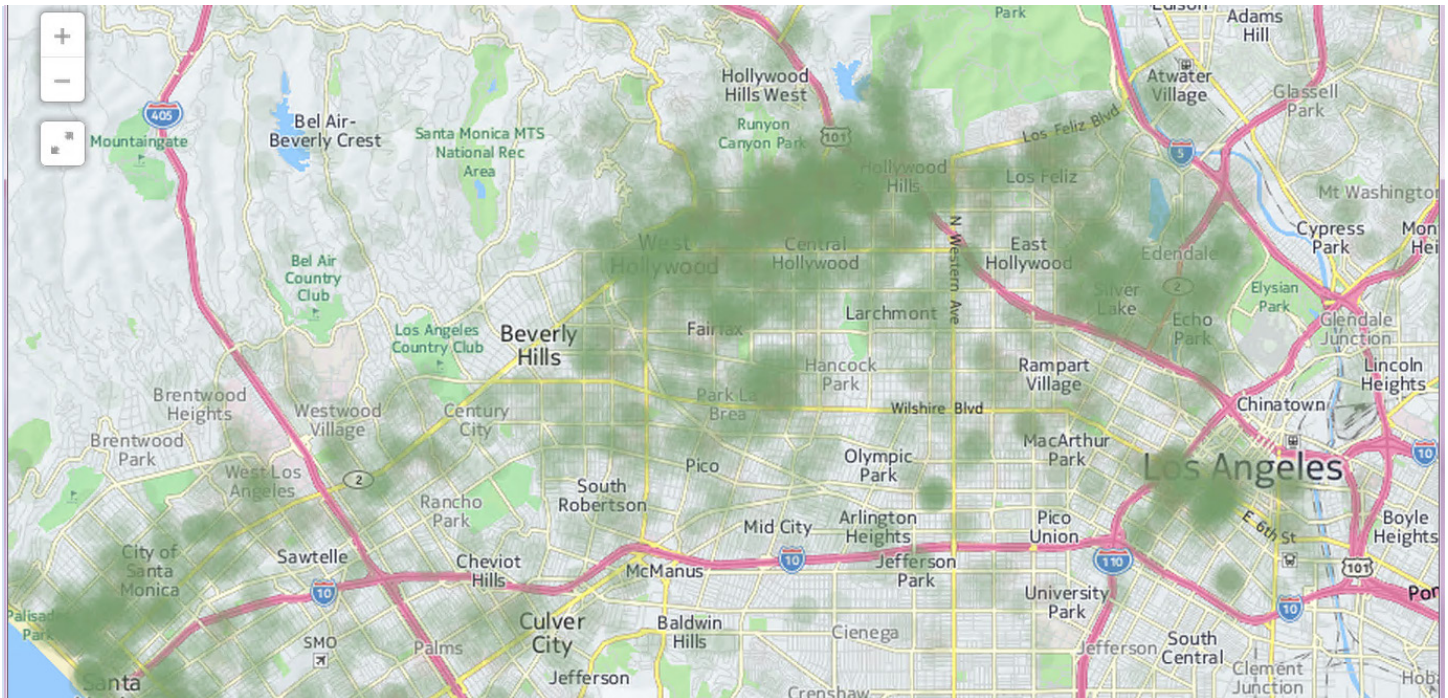 +
−
405
Mountaingate
Bel Air-
Beverly Crest
Santa Monica MTS
National Rec
Area
Hollywood
Hills West
Runyon
Canyon Park
101
Park
Adams
Hill
Atwater
Village
Glassell
Park
Los Feliz Blvd
5
Hollywood
Hills
Los Feliz
Mt Washington
Bel Air
Country
Club
West
Hollywood
Central
Hollywood
N Western Ave
East
Hollywood
Edendale
Cypress
Park
2
Silver
Lake
Elysian
Park
Los Angeles
Country Club
Beverly
Hills
Fairfax
Larchmont
Echo
Park
Glendale
Junction
Brentwood
Heights
Westwood
Village
Century
City
Park La
Brea
Hancock
Park
Wilshire Blvd
Rampart
Village
Chinatown
Lincoln
Heights
Brentwood
Park
West Los
Angeles
2
Rancho
Park
Pico
South
Robertson
Olympic
Park
MacArthur
Park
Los Angeles
10
City of
Santa
Monica
Sawtelle
10
Cheviot
Hills
Mid City
Arlington
Heights
Pico
Union
E 6th St
Boyle
Heights
McManus
10
Jefferson
Park
110
101
Palisad
Park
SMO
Palms
Culver
City
Baldwin
Hills
Cienega
University
Park
10
Por
Santa
Jefferson
Crenshaw
Jefferson
South
Central
Clement
Junction
Hob